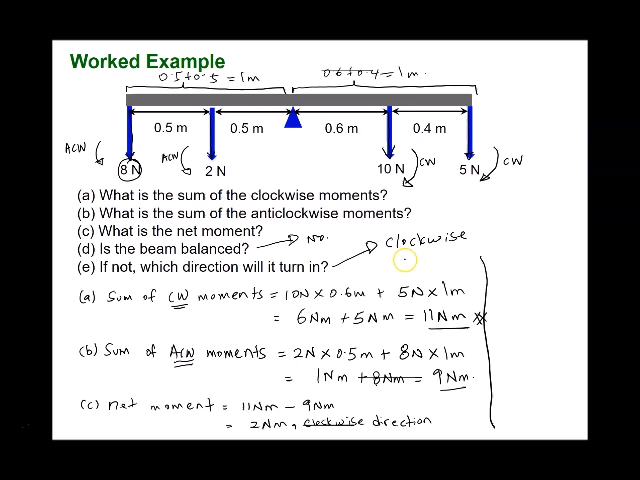 Worked Example
0.5+0.5 = 1m
0.6+0.4 = 1m.
0.5 m
0.5 m
0.6 m
0.4 m
ACW
8 N
ACW
2 N
10 N
CW
5 N
CW
(a) What is the sum of the clockwise moments?
(b) What is the sum of the anticlockwise moments?
(c) What is the net moment?
(d) Is the beam balanced?
No.
(e) If not, which direction will it turn in?
clockwise
(a) Sum of CW moments = 10N × 0.6m + 5N × 1m
= 6Nm + 5Nm = 11Nm
(b) Sum of ACW moments = 2N × 0.5m + 8N × 1m
= 1Nm + 8Nm = 9Nm.
(c) net moment = 11Nm − 9Nm
= 2Nm, clockwise direction